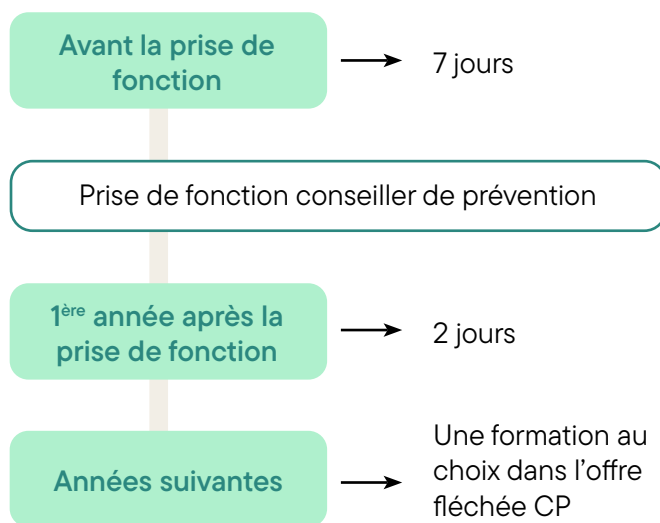 Avant la prise de
fonction
7 jours
Prise de fonction conseiller de prévention
1ère année après la
prise de fonction
2 jours
Années suivantes
Une formation au
choix dans l'offre
fléchée CP